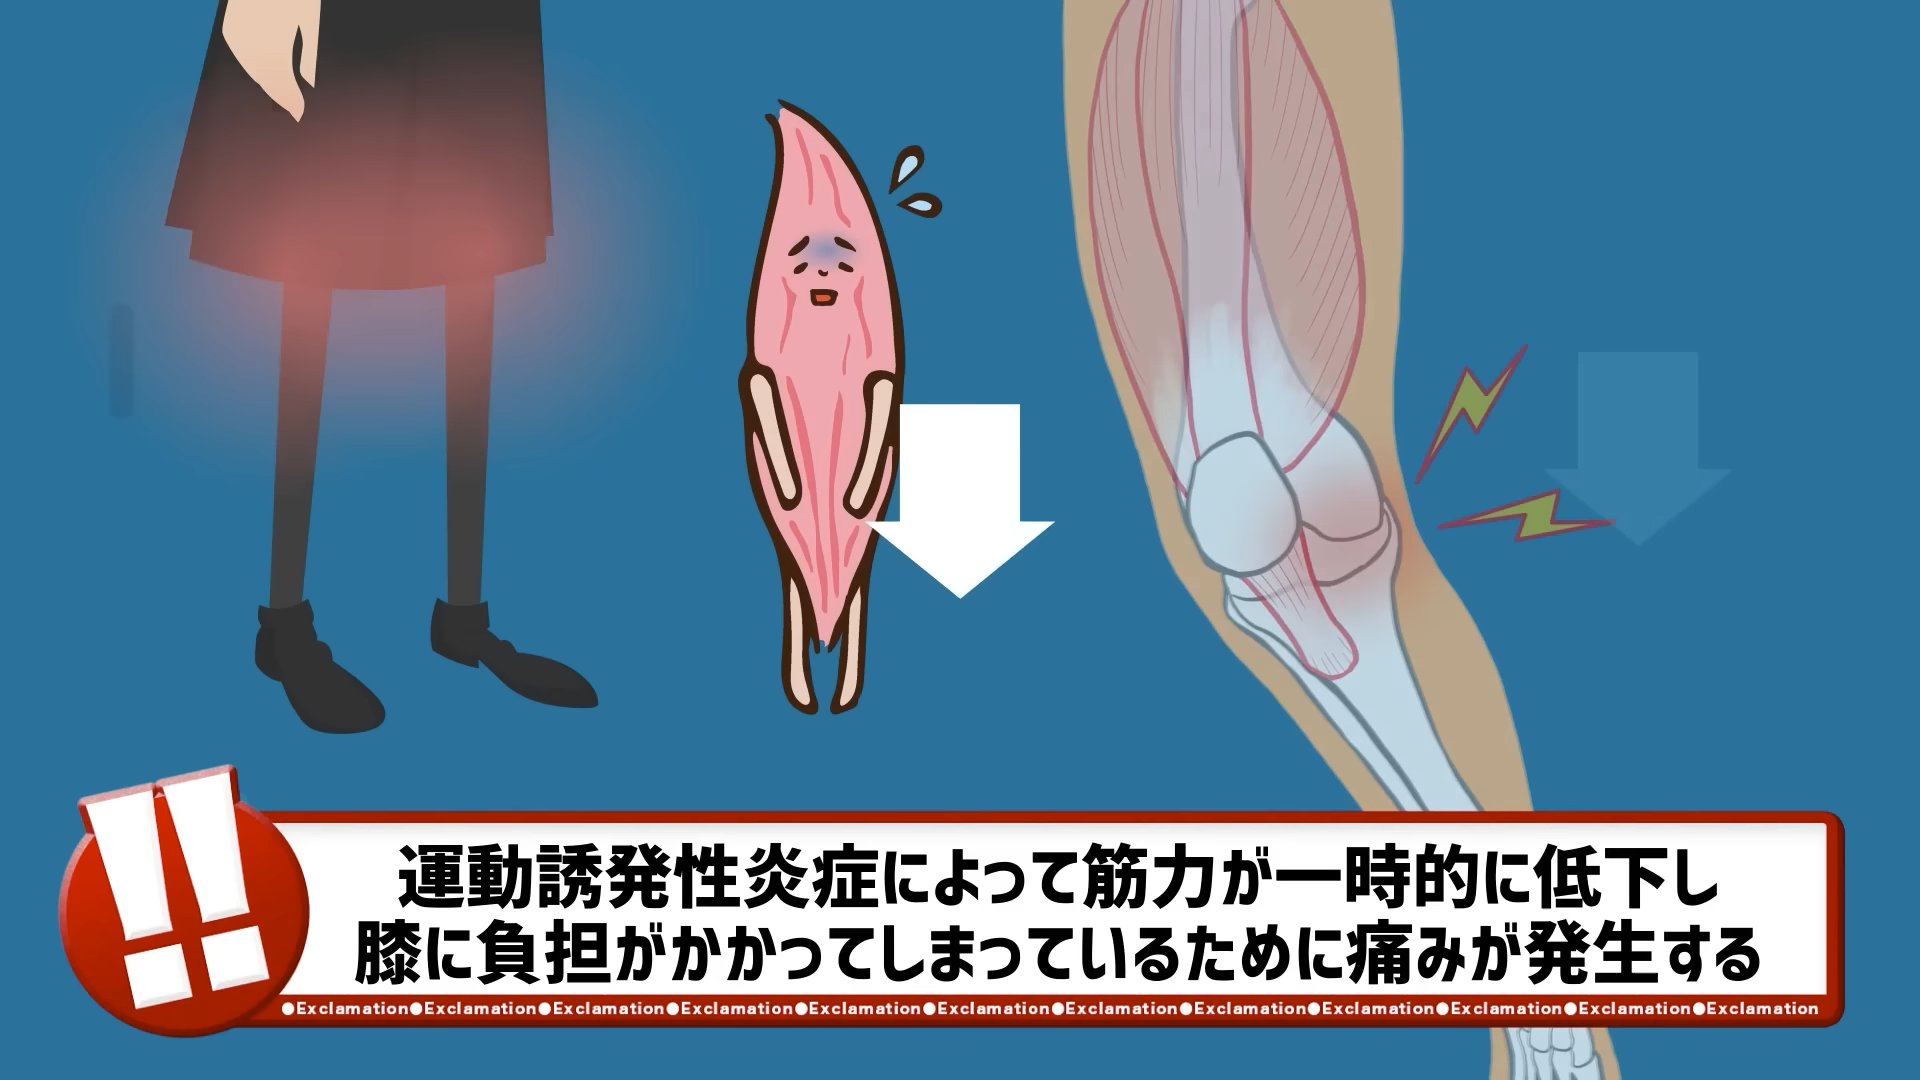 運動誘発性炎症によって筋力が一時的に低下し
膝に負担がかかってしまっているために痛みが発生する
●Exclamation●Exclamation●Exclamation●Exclamation●Exclamation●Exclamation●Exclamation●Exclamation●Exclamation●Exclamation●Exclamation●Exclamation